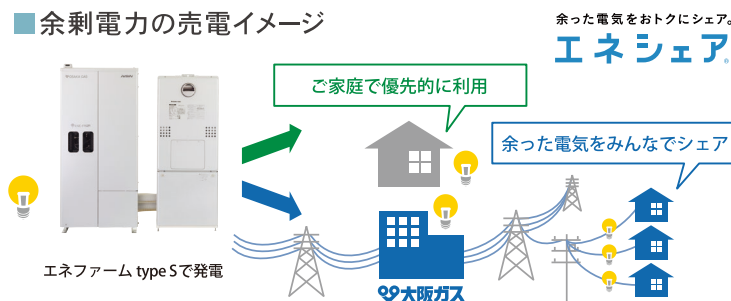 余剰電力の売電イメージ
余った電気をおトクにシェア。
エネシェア
ご家庭で優先的に利用
余った電気をみんなでシェア
エネファーム type Sで発電
大阪ガス